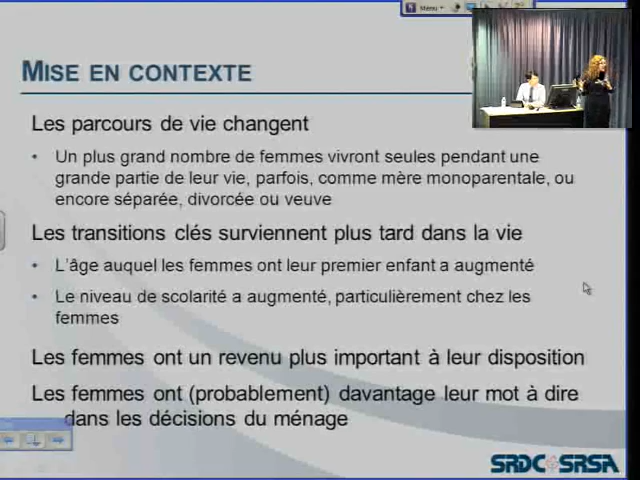 Menu
MISE EN CONTEXTE
Les parcours de vie changent
• Un plus grand nombre de femmes vivront seules pendant une
grande partie de leur vie, parfois, comme mère monoparentale, ou
encore séparée, divorcée ou veuve
Les transitions clés surviennent plus tard dans la vie
• L'âge auquel les femmes ont leur premier enfant a augmenté
• Le niveau de scolarité a augmenté, particulièrement chez les
femmes
Les femmes ont un revenu plus important à leur disposition
Les femmes ont (probablement) davantage leur mot à dire
dans les décisions du ménage
SRDC SRSA